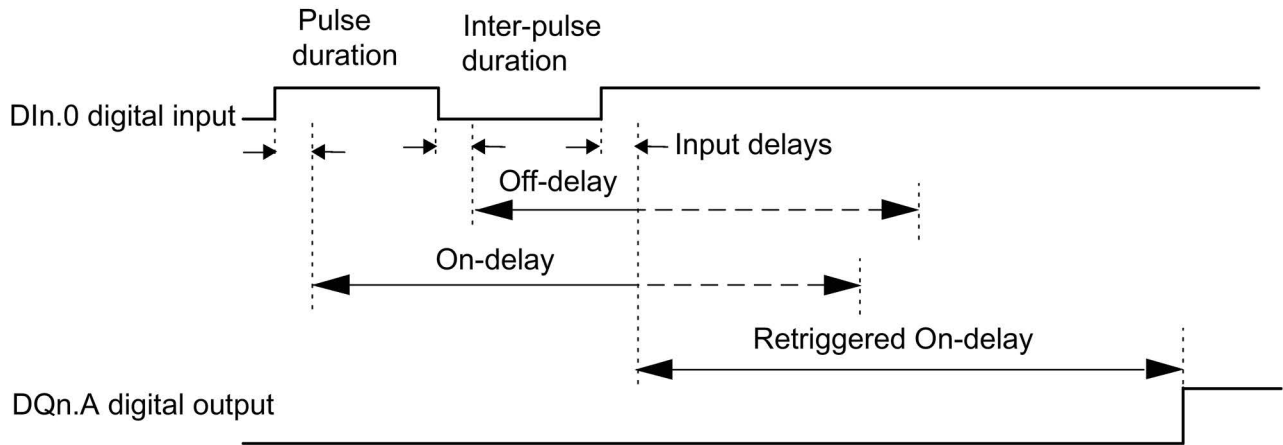 Pulse
duration
Inter-pulse
duration
DIn.0 digital input
Input delays
Off-delay
On-delay
Retriggered On-delay
DQn.A digital output